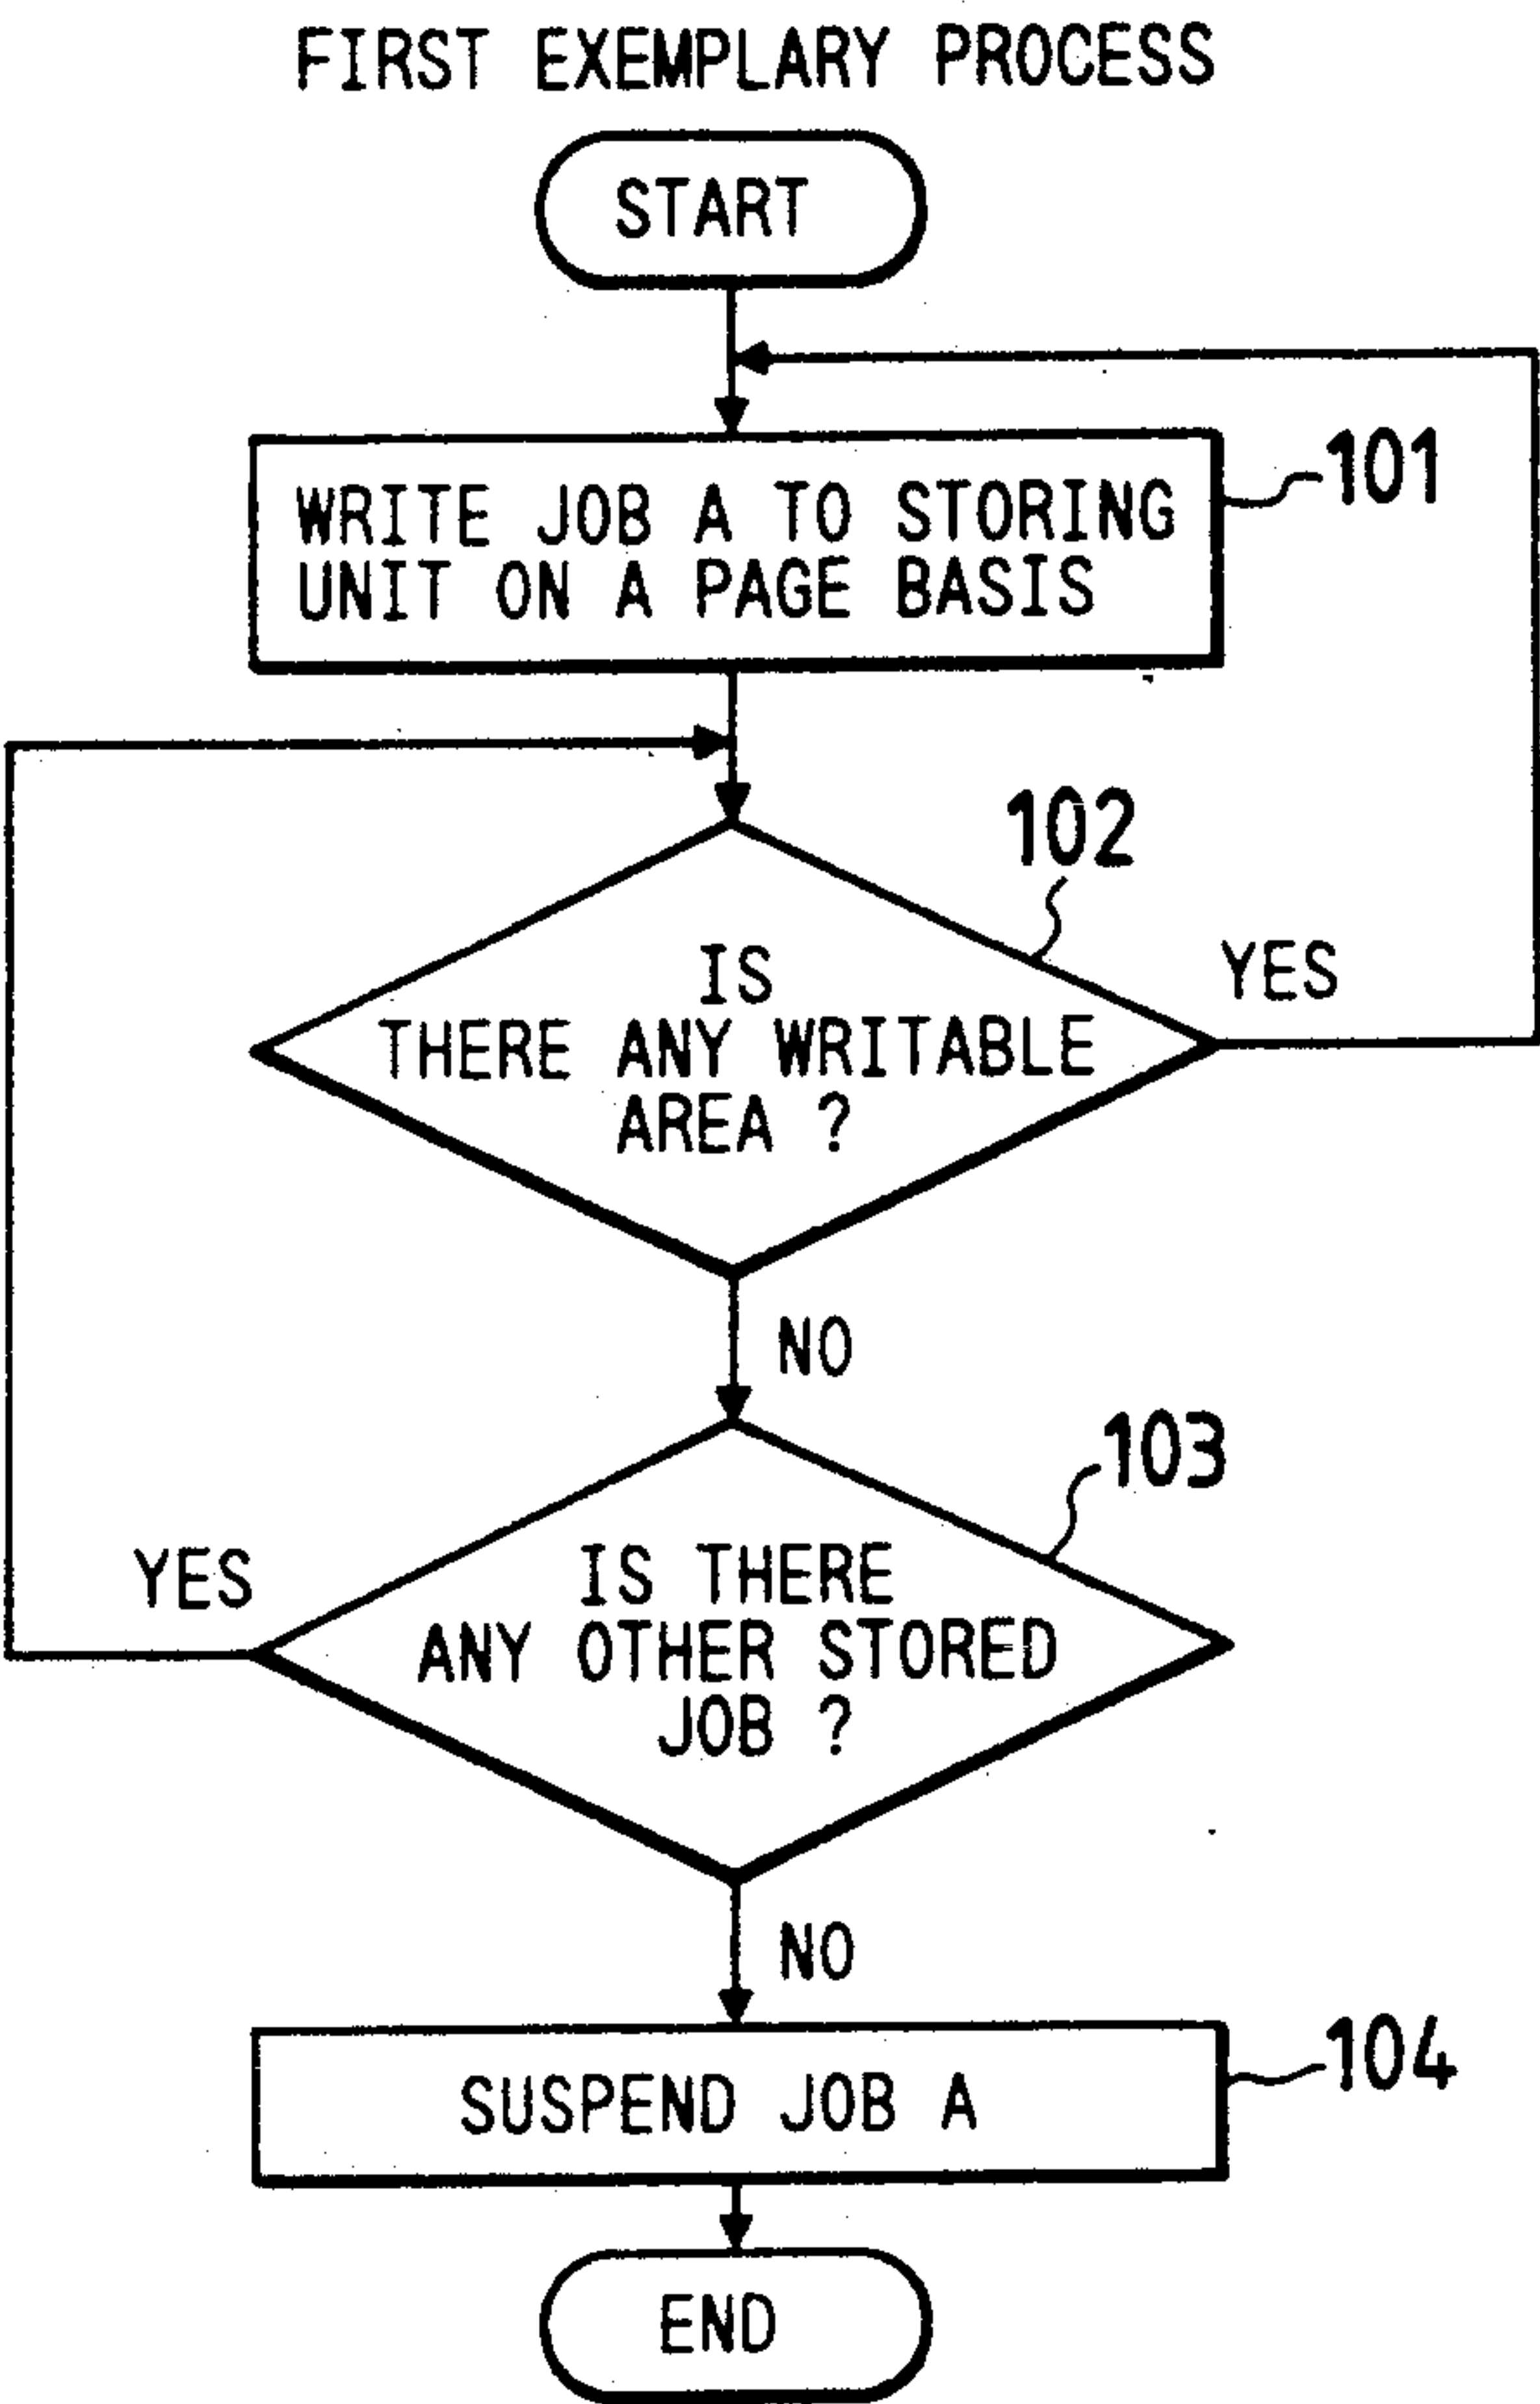 FIRST EXEMPLARY PROCESS
START
WRITE JOB A TO STORING
UNIT ON A PAGE BASIS
101
102
IS
THERE ANY WRITABLE
AREA ?
YES
NO
103
IS THERE
ANY OTHER STORED
JOB ?
YES
NO
SUSPEND JOB A
104
END